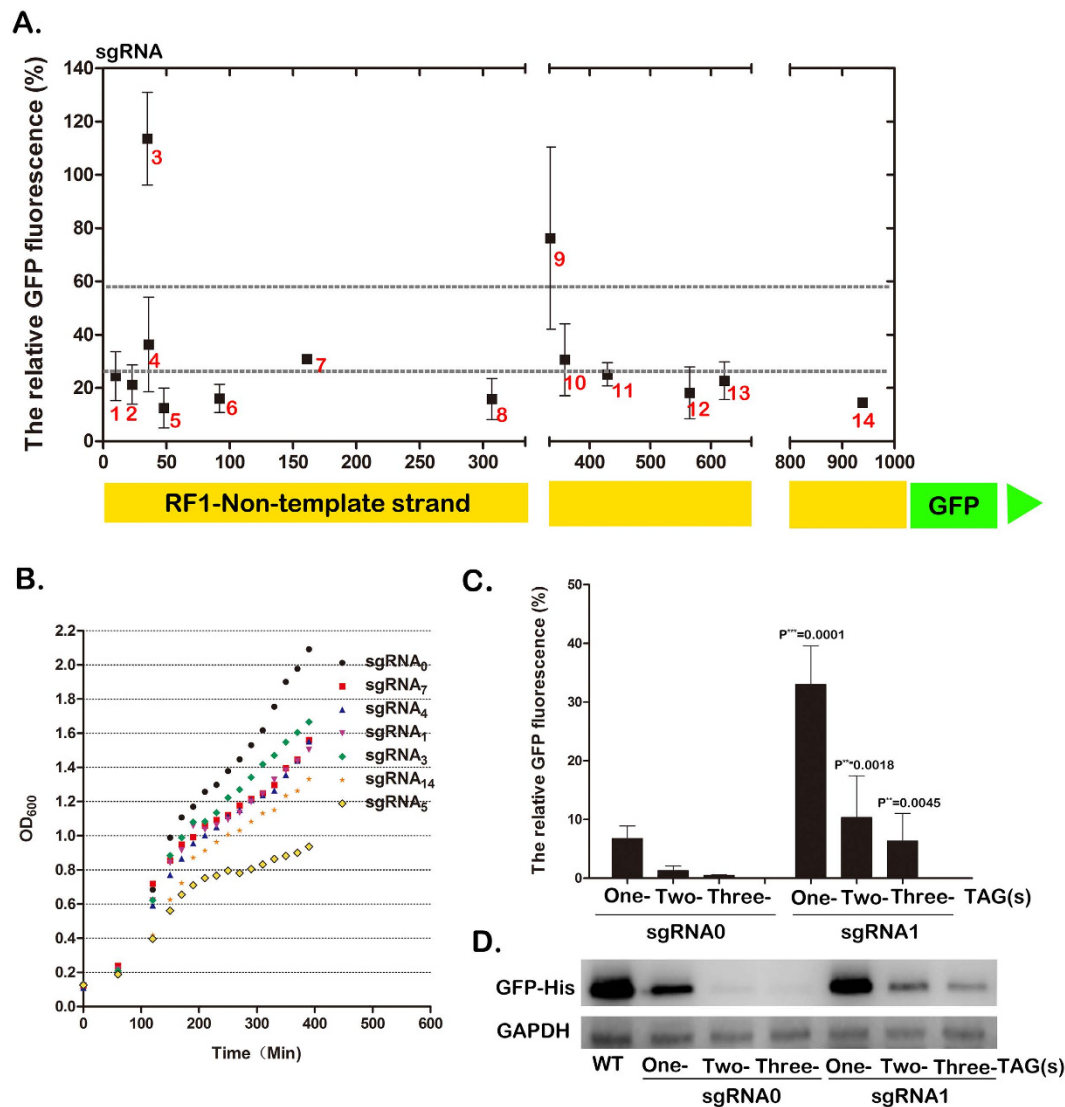 A.
sgRNA
The relative GFP fluorescence (%)
140
120
100
80
60
40
20
0
3
9
4
7
10
1 2
5
6
8
11
12
13
14
0 50 100 150 200 250 300 400 500 600 800 900 1000
RF1-Non-template strand
GFP
B.
OD600
2.2
2.0
1.8
1.6
1.4
1.2
1.0
0.8
0.6
0.4
0.2
0.0
sgRNA0
sgRNA7
sgRNA4
sgRNA1
sgRNA3
sgRNA14
sgRNA5
0 100 200 300 400 500 600
Time (Min)
C.
The relative GFP fluorescence (%)
50
40
30
20
10
0
P***=0.0001
P**=0.0018
P**=0.0045
One- Two- Three- One- Two- Three- TAG(s)
sgRNA0 sgRNA1
D.
GFP-His
GAPDH
WT One- Two- Three- One- Two- Three-TAG(s)
sgRNA0 sgRNA1